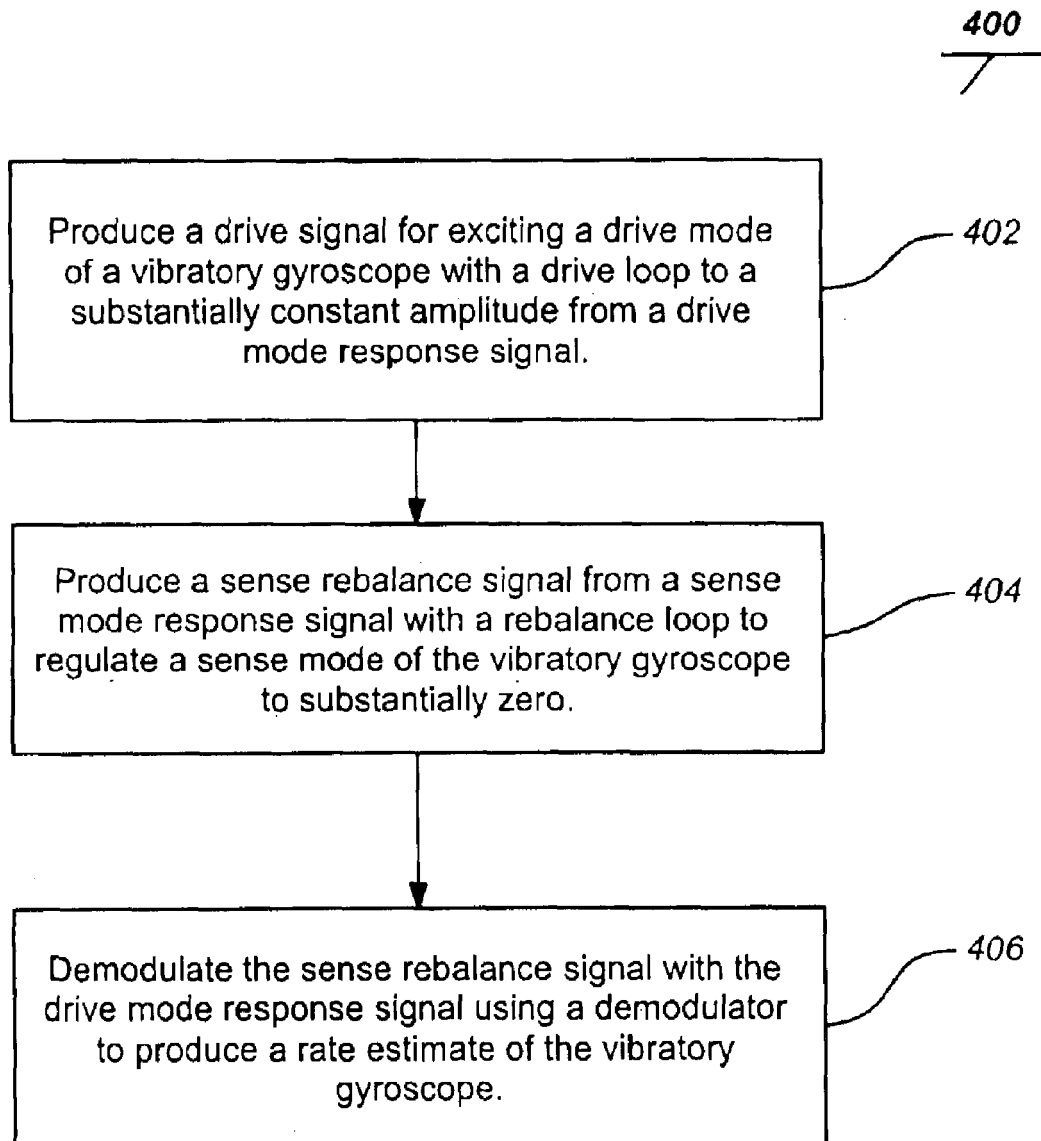 400
Produce a drive signal for exciting a drive mode
of a vibratory gyroscope with a drive loop to a
substantially constant amplitude from a drive
mode response signal.
402
Produce a sense rebalance signal from a sense
mode response signal with a rebalance loop to
regulate a sense mode of the vibratory gyroscope
to substantially zero.
404
Demodulate the sense rebalance signal with the
drive mode response signal using a demodulator
to produce a rate estimate of the vibratory
gyroscope.
406